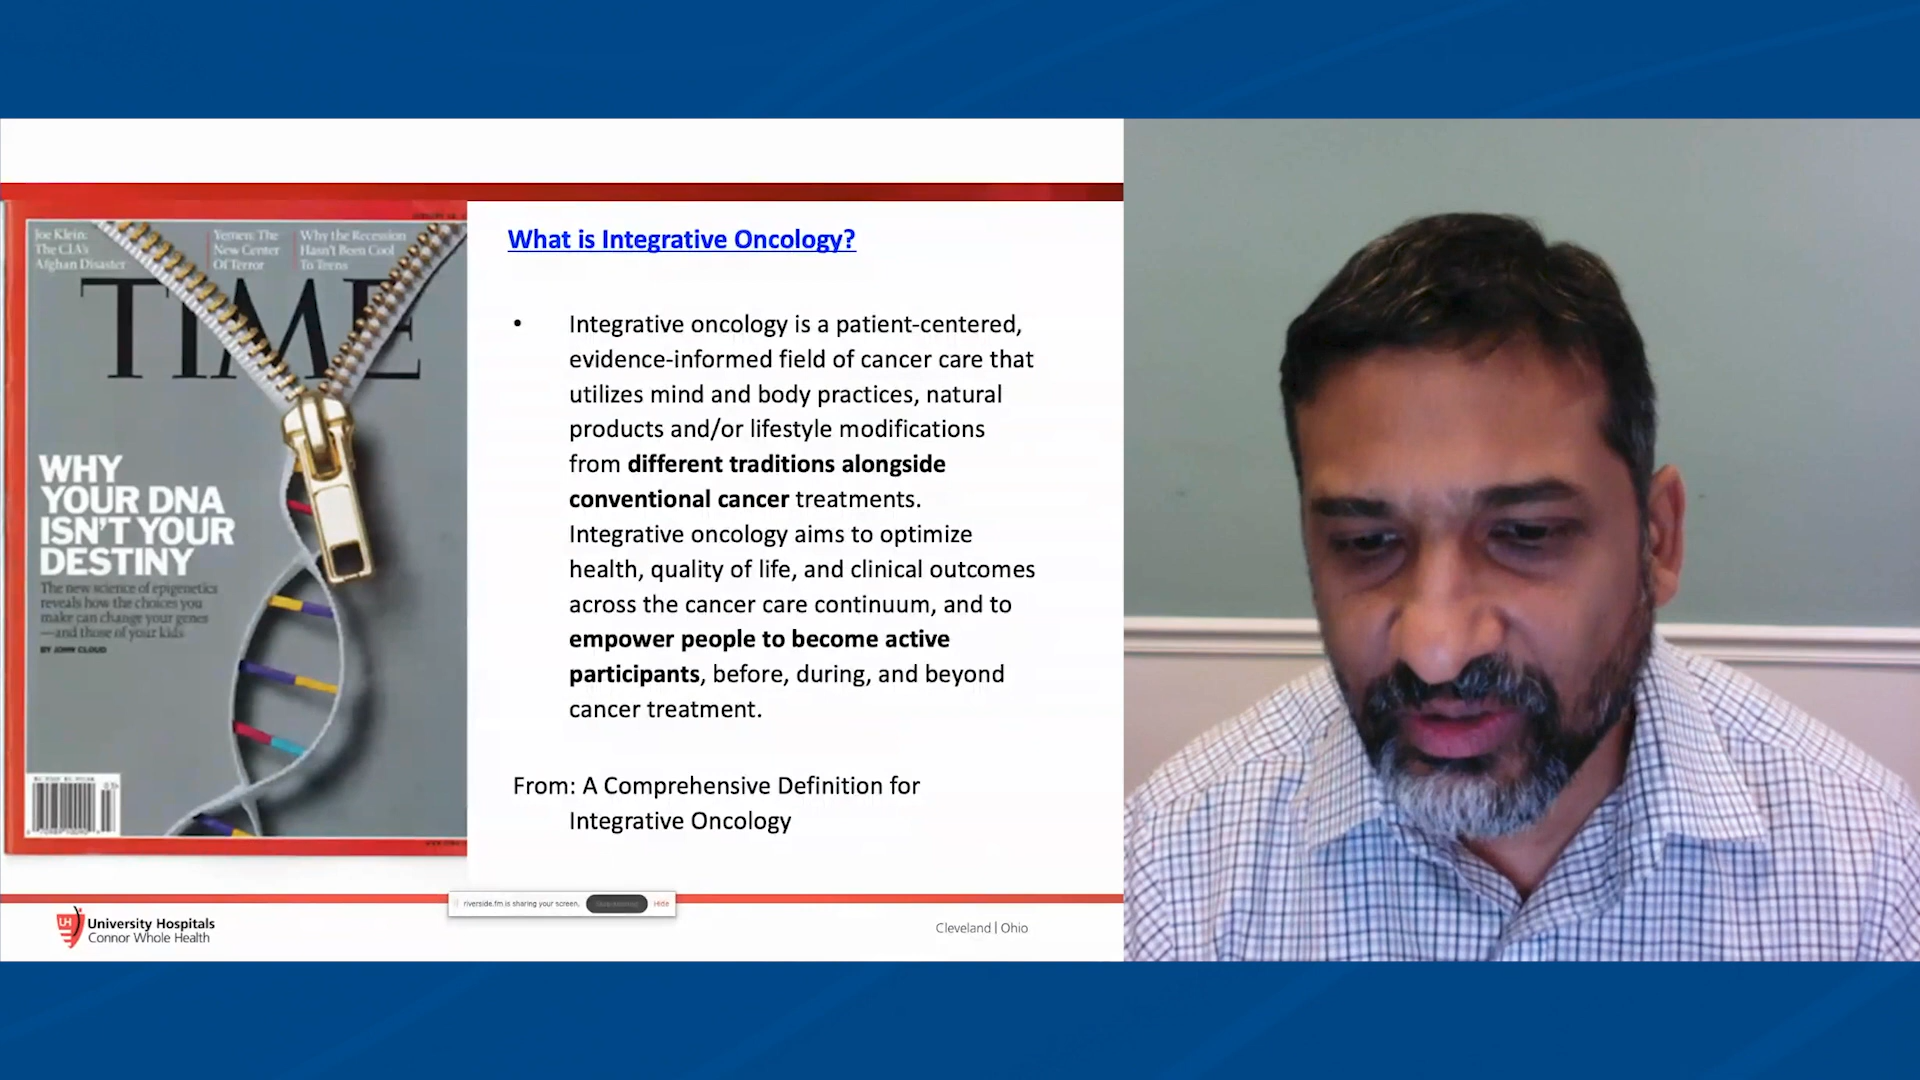 Joe Klein:
The CIA's
Afghan Disaster
Yemen: The
New Center
Of Terror
Why the Recession
Hasn't Been Cool
To Teens
TIME
WHY
YOUR DNA
ISN'T YOUR
DESTINY
The new science of epigenetics
reveals how the choices you
make can change your genes
—and those of your kids
BY JOHN CLOUD
What is Integrative Oncology?
• Integrative oncology is a patient-centered,
evidence-informed field of cancer care that
utilizes mind and body practices, natural
products and/or lifestyle modifications
from different traditions alongside
conventional cancer treatments.
Integrative oncology aims to optimize
health, quality of life, and clinical outcomes
across the cancer care continuum, and to
empower people to become active
participants, before, during, and beyond
cancer treatment.
From: A Comprehensive Definition for
Integrative Oncology
riverside.fm is sharing your screen.
Hide
UH
University Hospitals
Connor Whole Health
Cleveland | Ohio